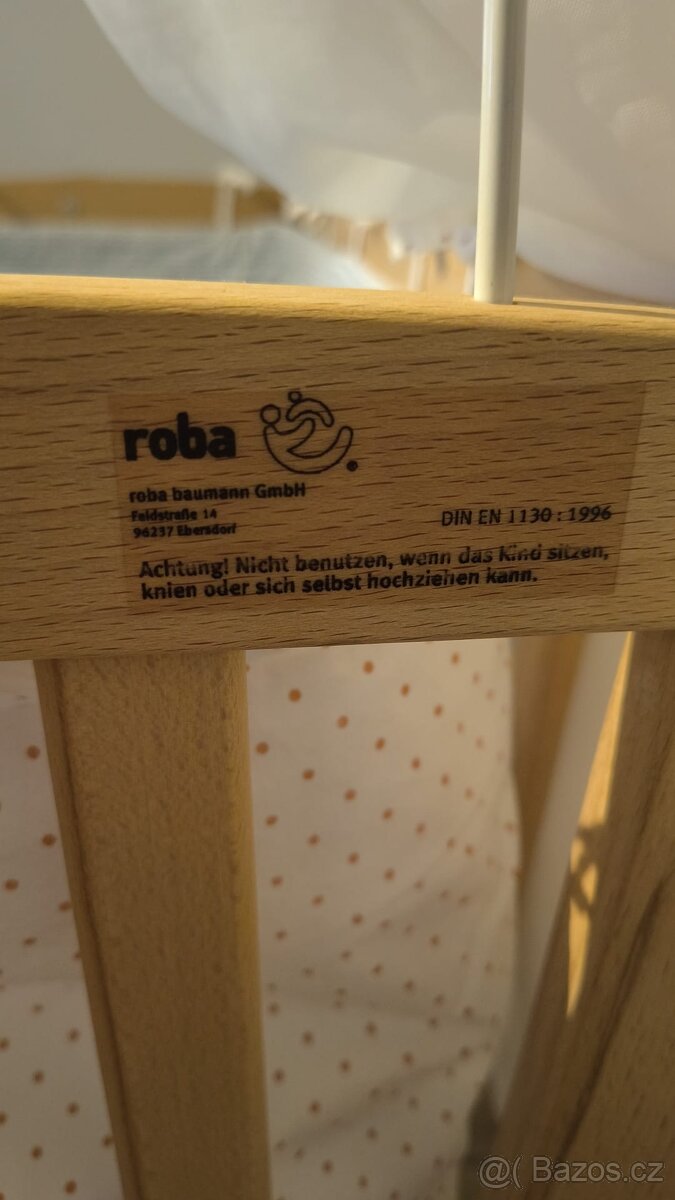 roba
roba baumann GmbH
Feldstraße 14
96237 Ebersdorf
DIN EN 1130 : 1996
Achtung! Nicht benutzen, wenn das Kind sitzen,
knien oder sich selbst hochziehen kann.
@( Bazos.cz